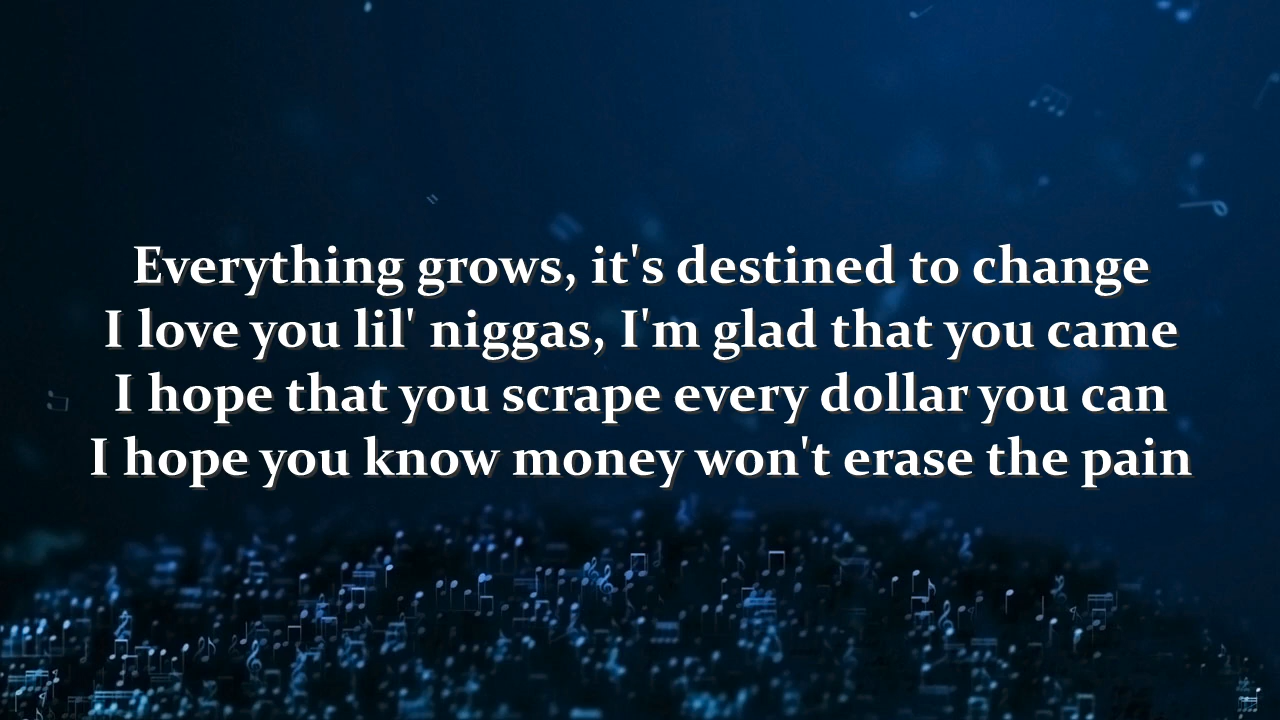 Everything grows, it's destined to change
I love you lil' niggas, I'm glad that you came
I hope that you scrape every dollar you can
I hope you know money won't erase the pain